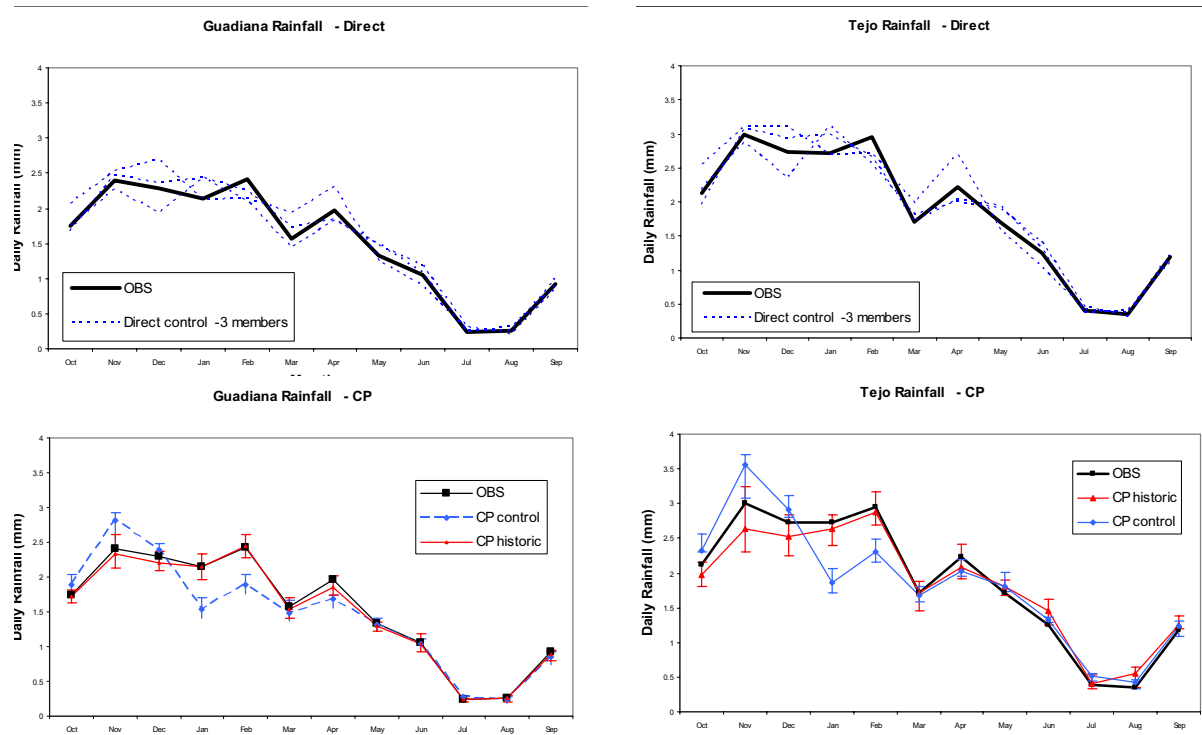 Guadiana Rainfall - Direct
4
3.5
3
2.5
2
1.5
1
0.5
0
Daily Rainfall (mm)
OBS
Direct control -3 members
Oct Nov Dec Jan Feb Mar Apr May Jun Jul Aug Sep
Tejo Rainfall - Direct
4
3.5
3
2.5
2
1.5
1
0.5
0
Daily Rainfall (mm)
OBS
Direct control -3 members
Oct Nov Dec Jan Feb Mar Apr May Jun Jul Aug Sep
Guadiana Rainfall - CP
4
3.5
3
2.5
2
1.5
1
0.5
0
Daily Rainfall (mm)
OBS
CP control
CP historic
Oct Nov Dec Jan Feb Mar Apr May Jun Jul Aug Sep
Tejo Rainfall - CP
4
3.5
3
2.5
2
1.5
1
0.5
0
Daily Rainfall (mm)
OBS
CP historic
CP control
Oct Nov Dec Jan Feb Mar Apr May Jun Jul Aug Sep